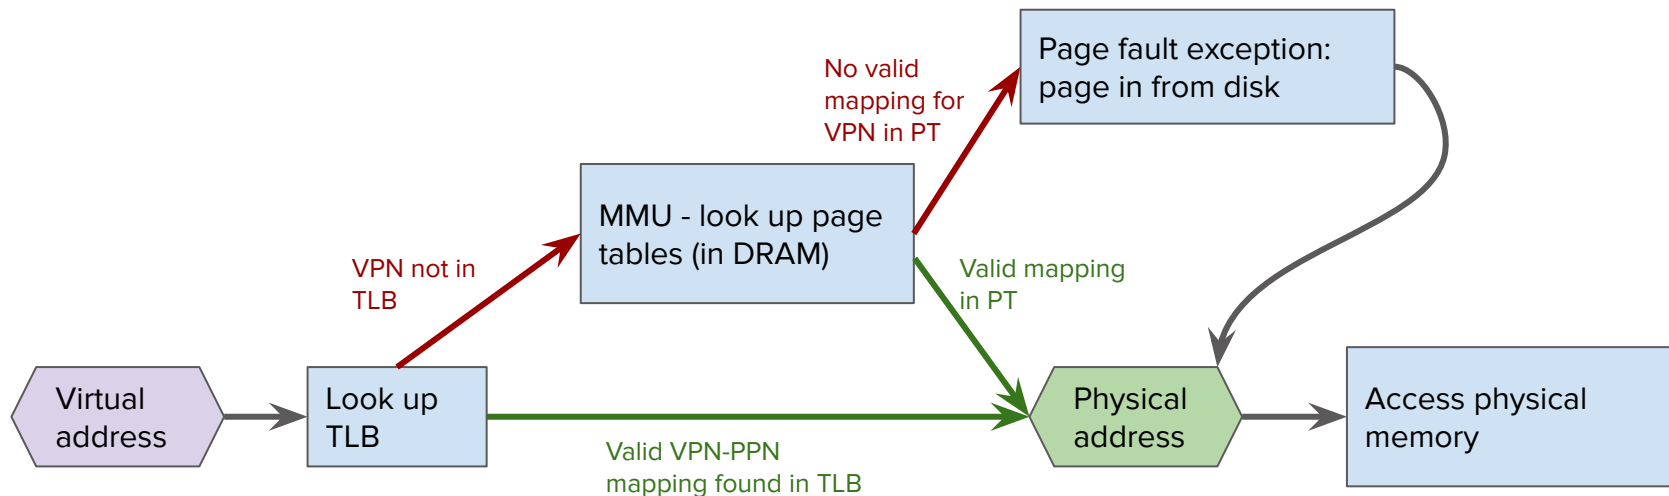 Page fault exception:
page in from disk
No valid
mapping for
VPN in PT
MMU - look up page
tables (in DRAM)
VPN not in
TLB
Valid mapping
in PT
Virtual
address
Look up
TLB
Valid VPN-PPN
mapping found in TLB
Physical
address
Access physical
memory